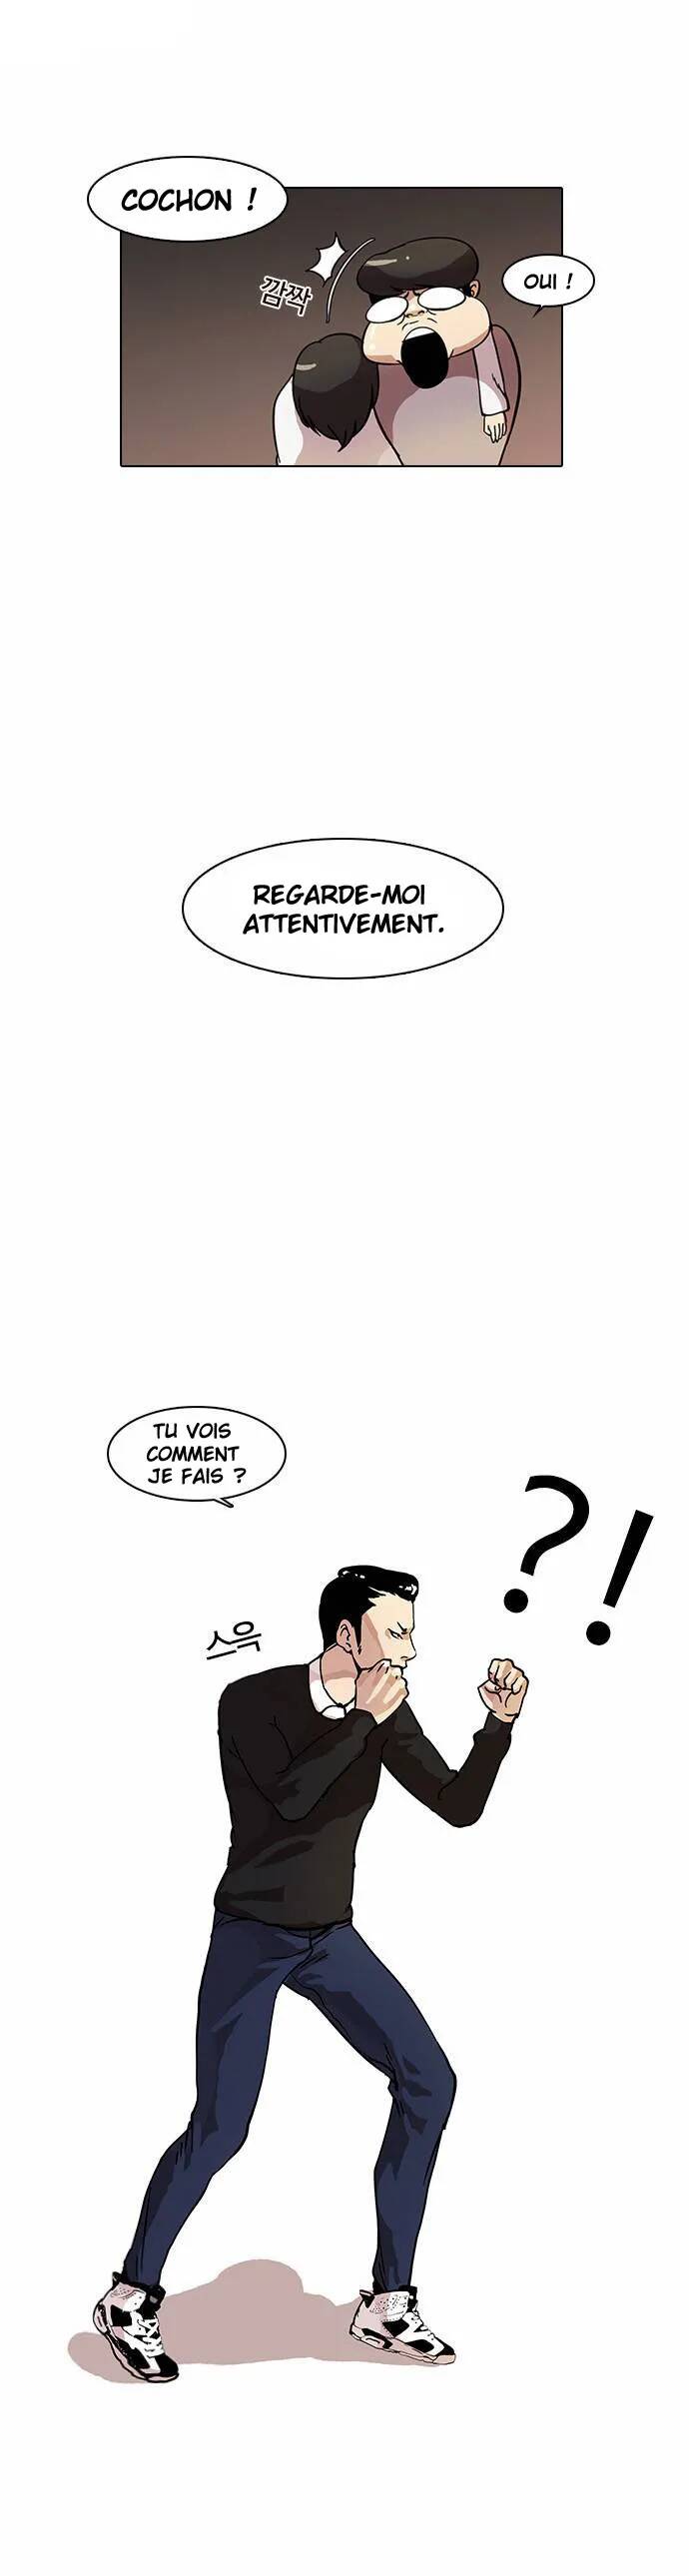 COCHON !
깜짝
OUI !
REGARDE-MOI
ATTENTIVEMENT.
TU VOIS
COMMENT
JE FAIS ?
?!
스윽